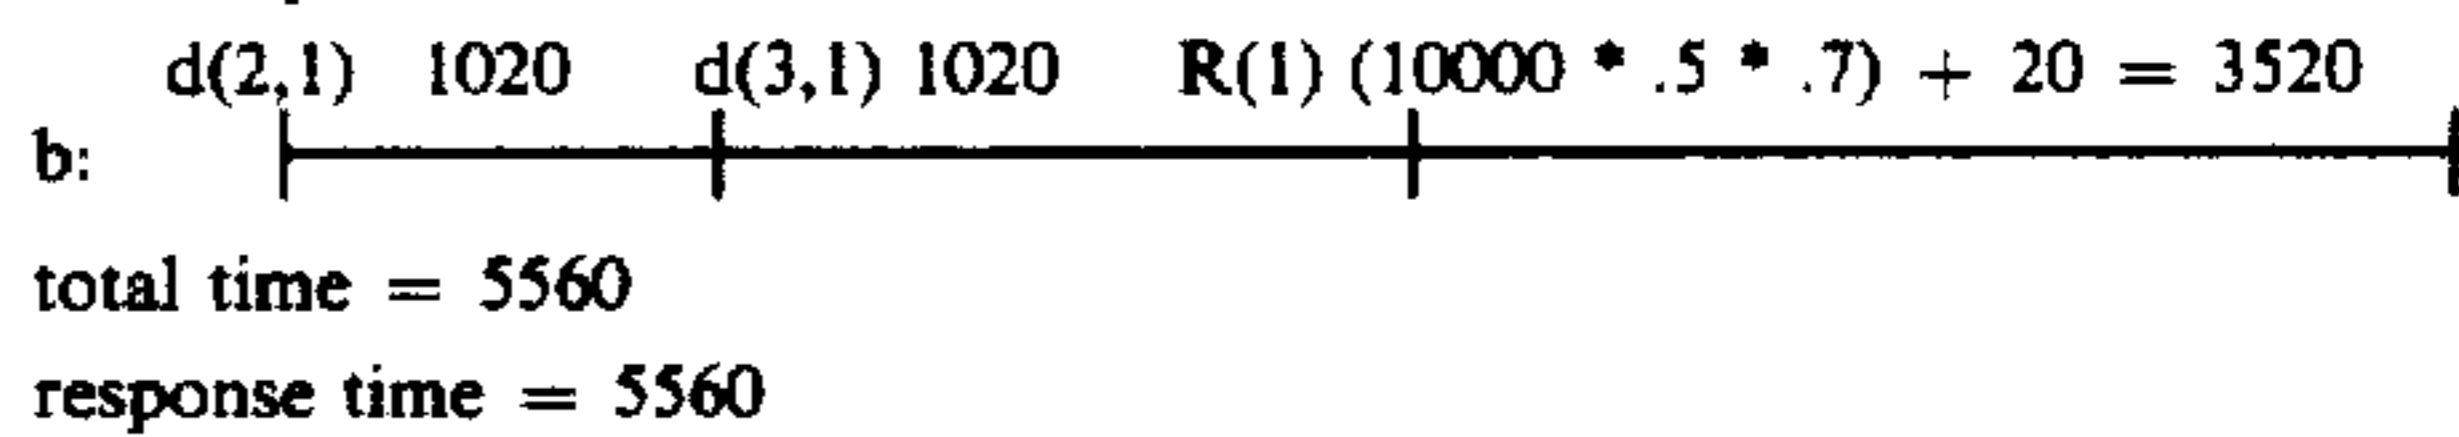 d(2,1) 1020 d(3,1) 1020 R(1) (10000 * .5 * .7) + 20 = 3520
b:
total time = 5560
response time = 5560